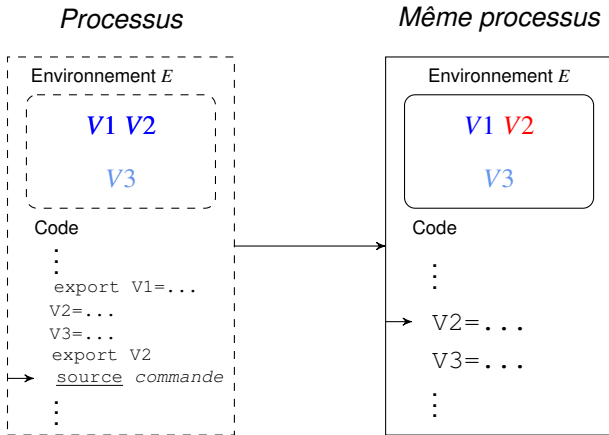 Processus
Environnement E
V1 V2
V3
Code
⋮
export V1=...
V2=...
V3=...
export V2
source commande
⋮
Même processus
Environnement E
V1 V2
V3
Code
⋮
V2=...
V3=...
⋮